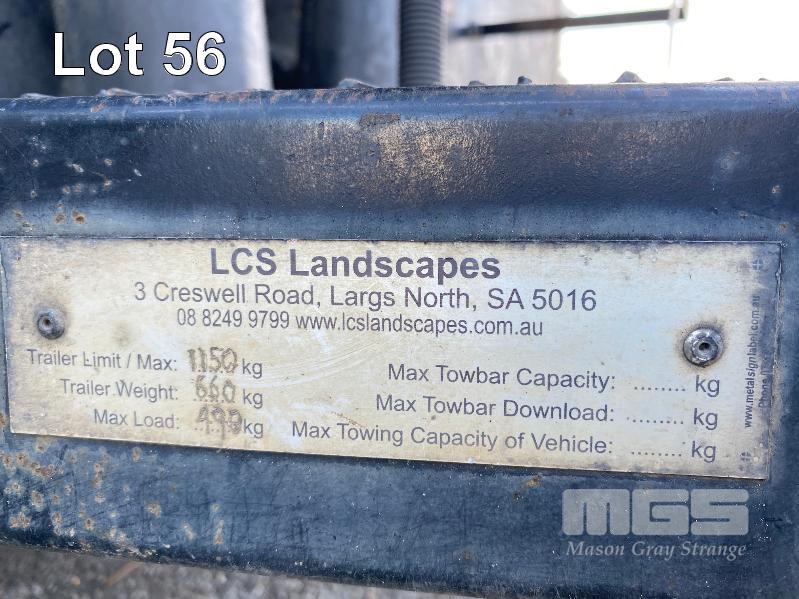 Lot 56
LCS Landscapes
3 Creswell Road, Largs North, SA 5016
08 8249 9799 www.lcslandscapes.com.au
Trailer Limit / Max: 1150 kg
Trailer Weight: 660 kg
Max Load: 490 kg
Max Towbar Capacity: ........ kg
Max Towbar Download: ......... kg
Max Towing Capacity of Vehicle: ........ kg
www.metalsignlabel.com.au
Phone
MGS
Mason Gray Strange